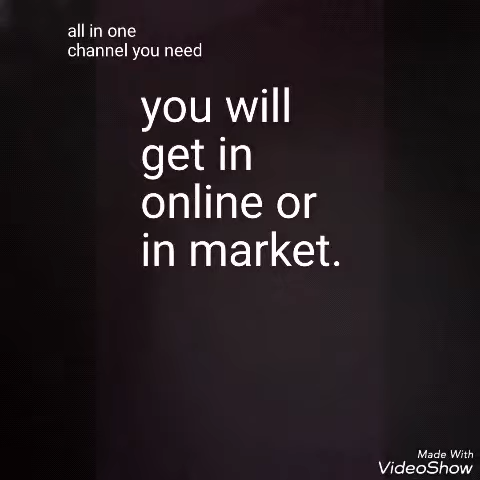 all in one
channel you need
you will
get in
online or
in market.
Made With
VideoShow